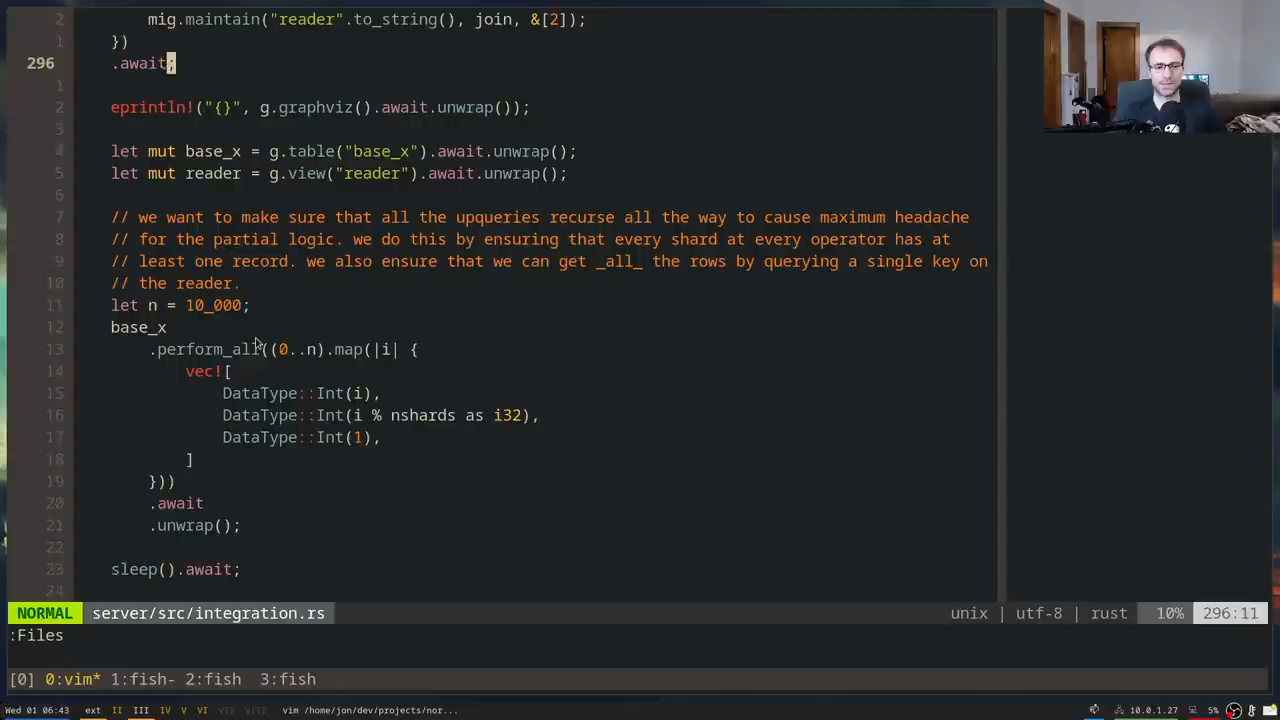 2 mig.maintain("reader".to_string(), join, &[2]);
1 })
296 .await;
1
2 eprintln!("{}", g.graphviz().await.unwrap());
3
4 let mut base_x = g.table("base_x").await.unwrap();
5 let mut reader = g.view("reader").await.unwrap();
6
7 // we want to make sure that all the upqueries recurse all the way to cause maximum headache
8 // for the partial logic. we do this by ensuring that every shard at every operator has at
9 // least one record. we also ensure that we can get _all_ the rows by querying a single key on
10 // the reader.
11 let n = 10_000;
12 base_x
13 .perform_all((0..n).map(|i| {
14 vec![
15 DataType::Int(i),
16 DataType::Int(i % nshards as i32),
17 DataType::Int(1),
18 ]
19 }))
20 .await
21 .unwrap();
22
23 sleep().await;
24
NORMAL server/src/integration.rs unix | utf-8 | rust 10% 296:11
:Files
[0] 0:vim* 1:fish- 2:fish 3:fish
Wed 01 06:43 ext II III IV V VI VII VIII vim /home/jon/dev/projects/nor... 10.0.1.27 5%